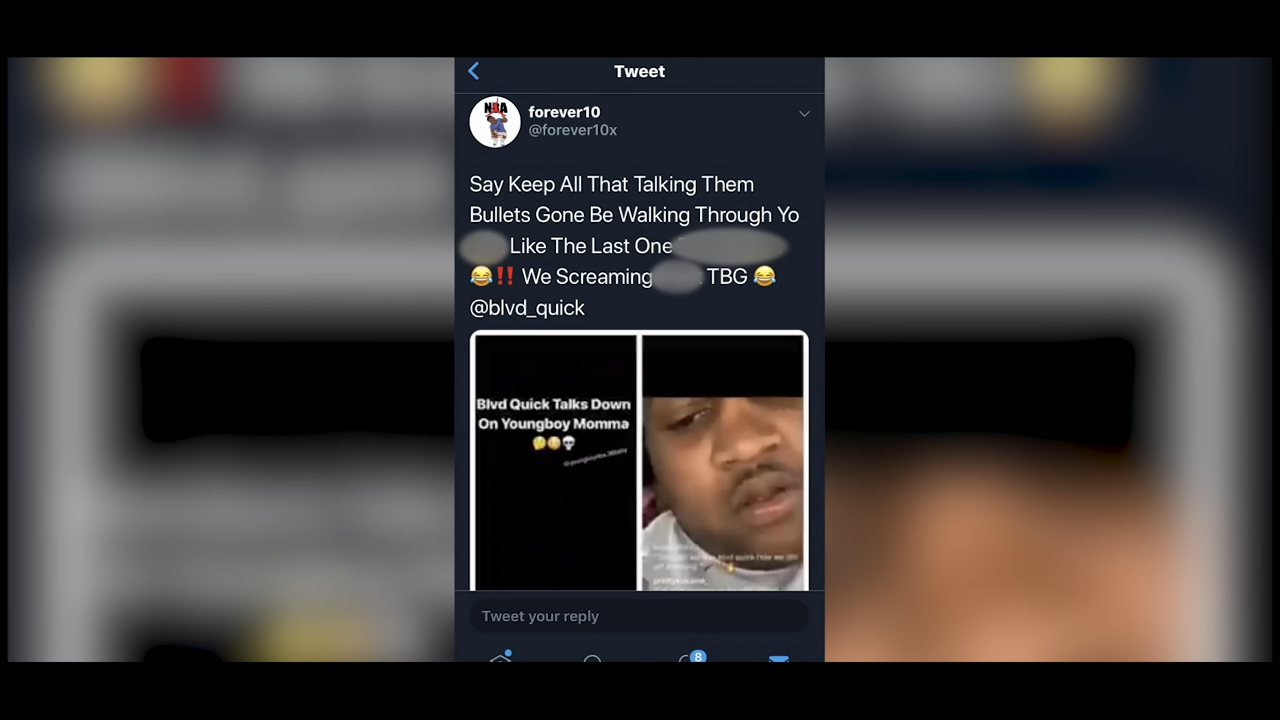 Tweet
NBA
forever10
@forever10x
Say Keep All That Talking Them
Bullets Gone Be Walking Through Yo
Like The Last One
😂‼️ We Screaming TBG 😂
@blvd_quick
Blvd Quick Talks Down
On Youngboy Momma
🤔😳💀
Tweet your reply
8